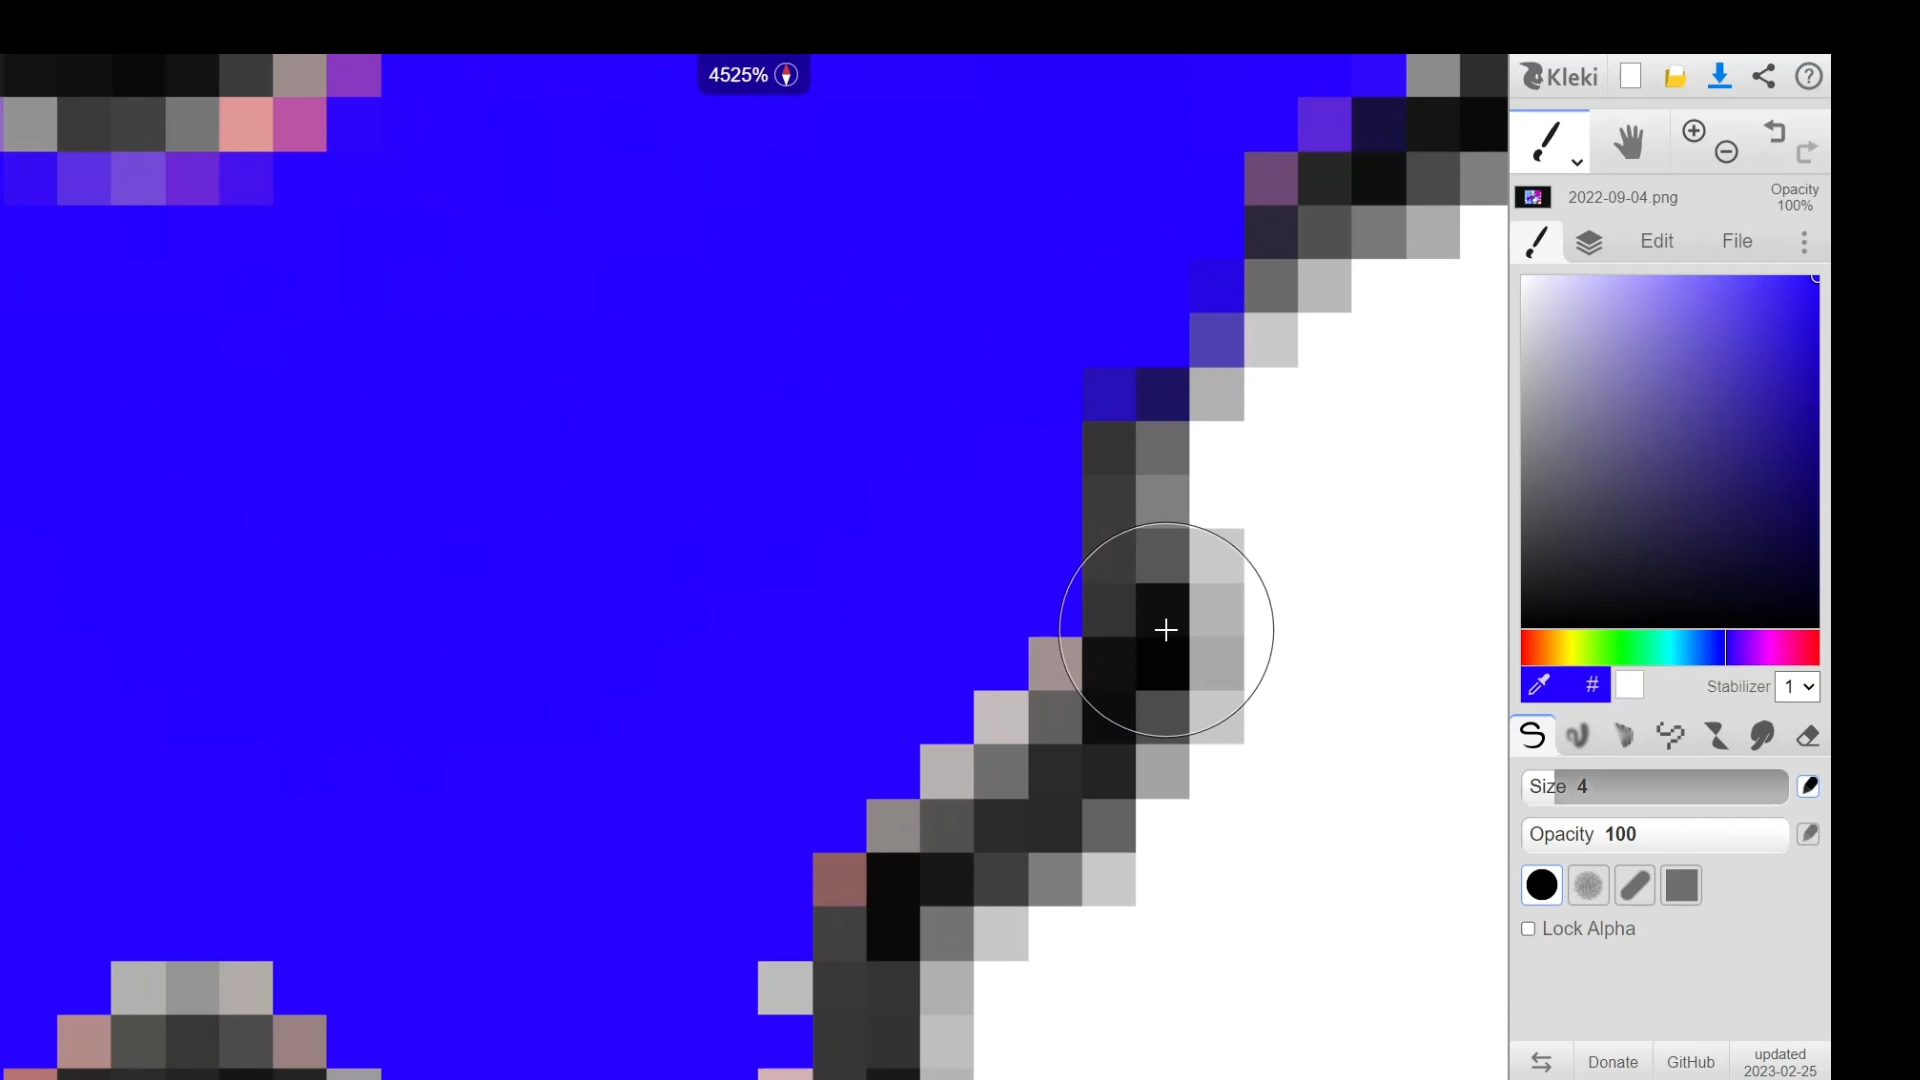 4525%
Kleki
2022-09-04.png
Opacity
100%
Edit
File
#
Stabilizer 1
Size 4
Opacity 100
Lock Alpha
Donate
GitHub
updated
2023-02-25